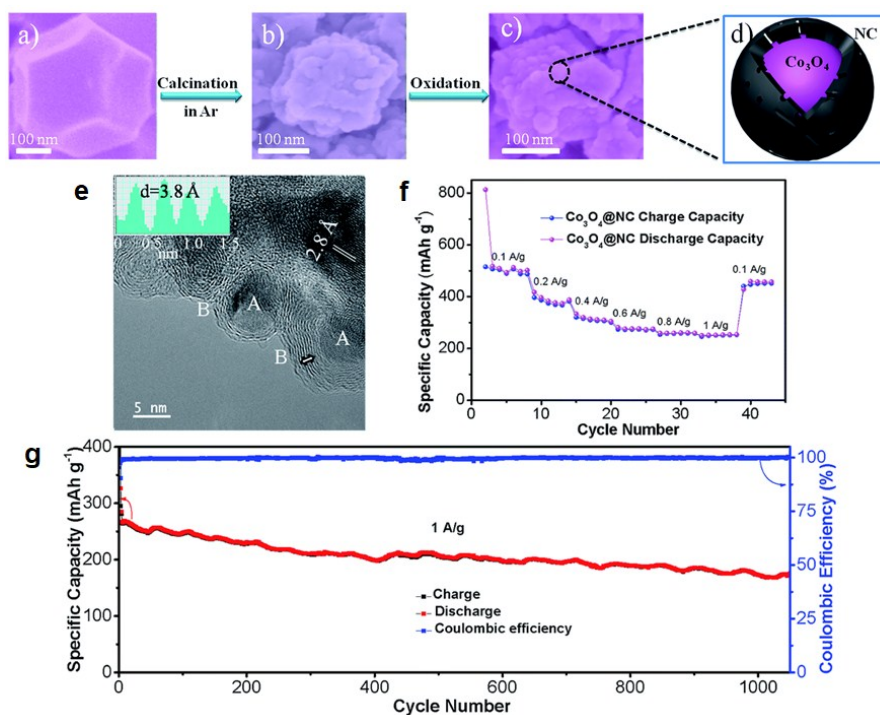 a)
Calcination
in Ar
100 nm
b)
Oxidation
100 nm
c)
100 nm
d)
NC
Co₃O₄
e
d=3.8 Å
0 0.5 1.0 1.5
nm
2.8 Å
A
B
A
B
5 nm
f
Specific Capacity (mAh g⁻¹)
800
600
400
200
0
Co₃O₄@NC Charge Capacity
Co₃O₄@NC Discharge Capacity
0.1 A/g
0.2 A/g
0.4 A/g
0.6 A/g
0.8 A/g
1 A/g
0.1 A/g
0 10 20 30 40
Cycle Number
g
Specific Capacity (mAh g⁻¹)
400
300
200
100
0
1 A/g
Charge
Discharge
Coulombic efficiency
0 200 400 600 800 1000
Cycle Number
100
75
50
25
0
Coulombic Efficiency (%)